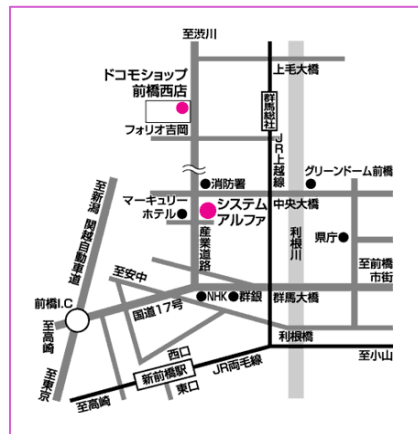 至渋川
ドコモショップ
前橋西店
上毛大橋
フォリオ吉岡
群馬総社
JR上越線
消防署
グリーンドーム前橋
マーキュリー
ホテル
システム
アルファ
中央大橋
至新潟
関越自動車道
産業道路
利根川
県庁
至安中
至前橋
市街
前橋I.C
国道17号
NHK
群銀
群馬大橋
至高崎
利根橋
西口
新前橋駅
東口
JR両毛線
至小山
至東京
至高崎